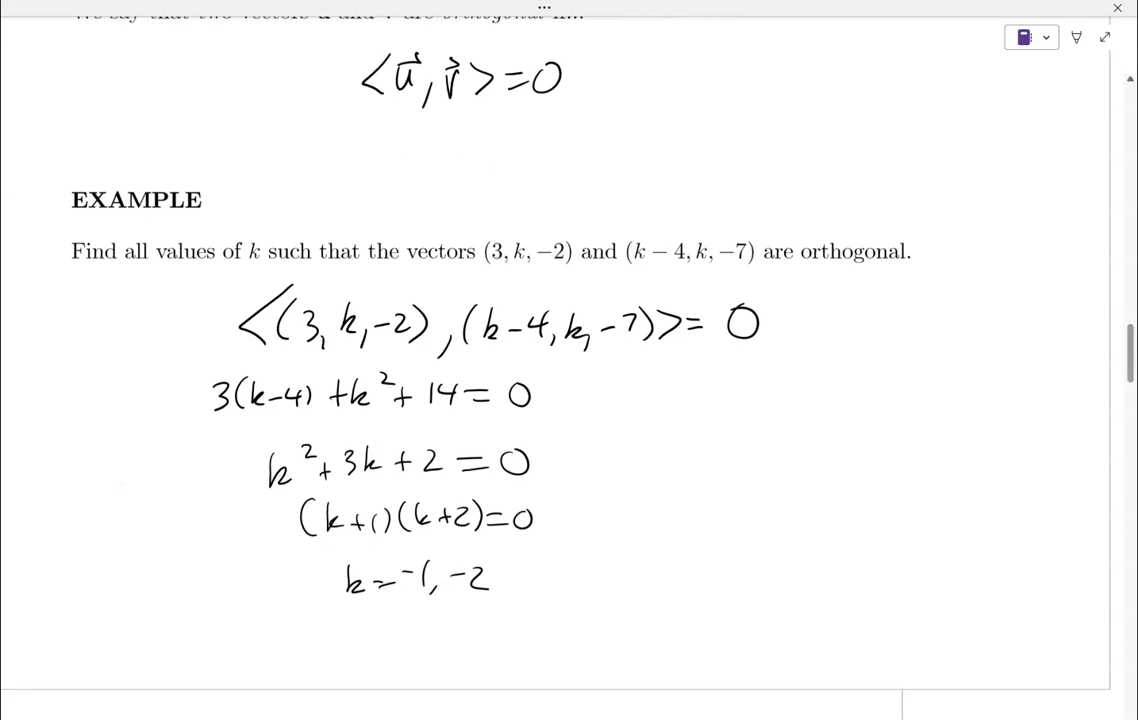 <u⃗, v⃗> = 0
EXAMPLE
Find all values of k such that the vectors (3, k, −2) and (k − 4, k, −7) are orthogonal.
<(3, k, -2), (k-4, k, -7)> = 0
3(k-4) + k² + 14 = 0
k² + 3k + 2 = 0
(k+1)(k+2) = 0
k = -1, -2